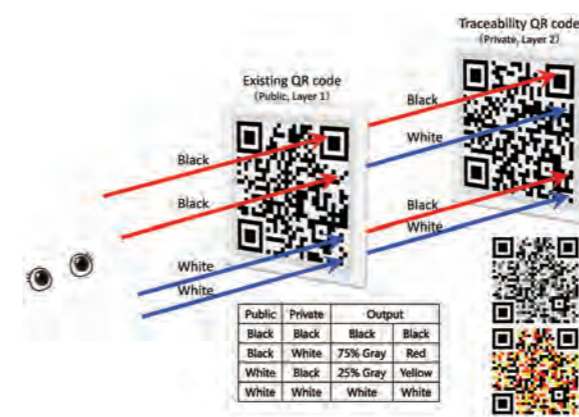 Traceability QR code
(Private, Layer 2)
Existing QR code
(Public, Layer 1)
Black
White
Black
Black
Black
White
White
White
Public Private Output
Black Black Black Black
Black White 75% Gray Red
White Black 25% Gray Yellow
White White White White